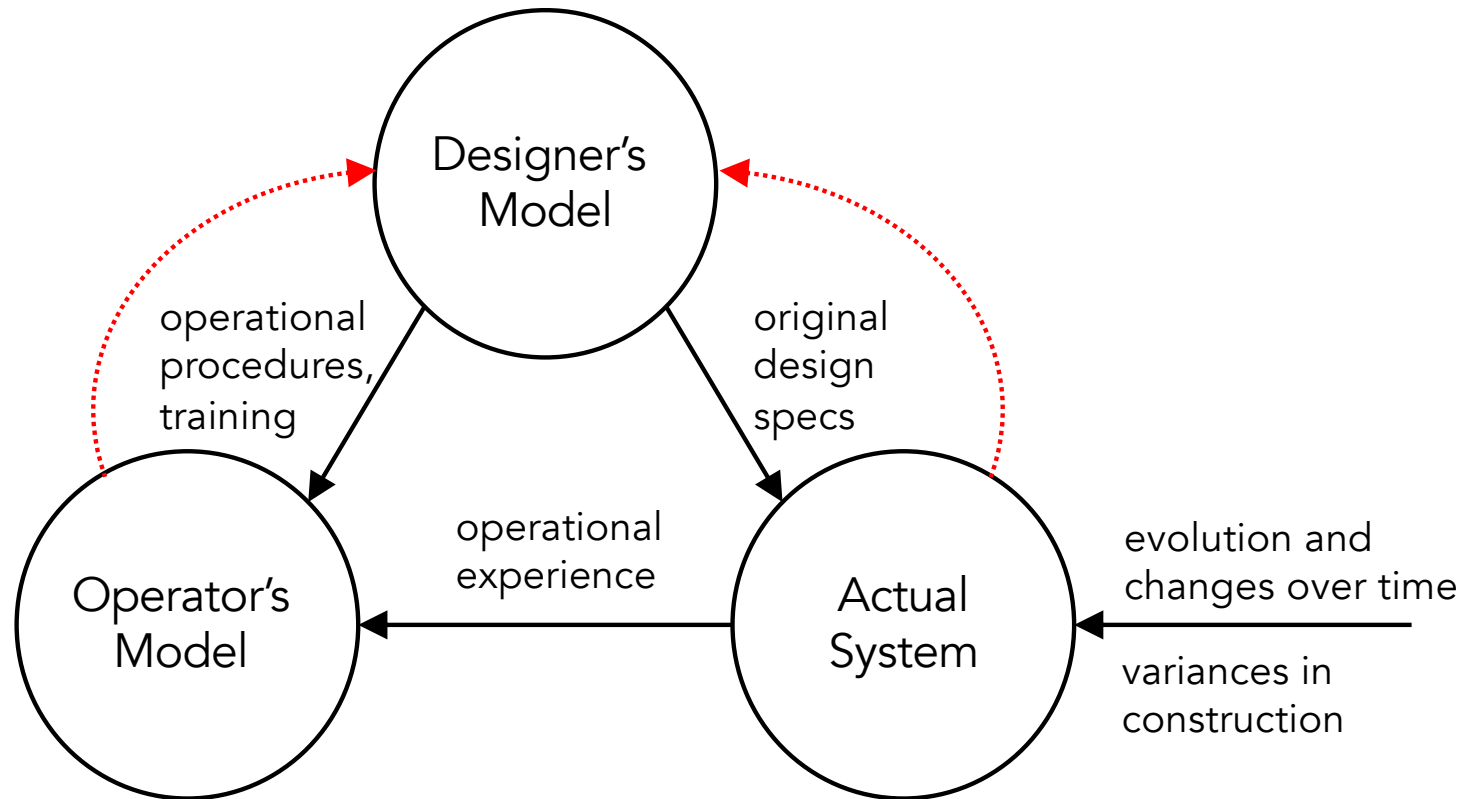 Designer’s
Model
operational
procedures,
training
original
design
specs
operational
experience
Operator’s
Model
Actual
System
evolution and
changes over time
variances in
construction